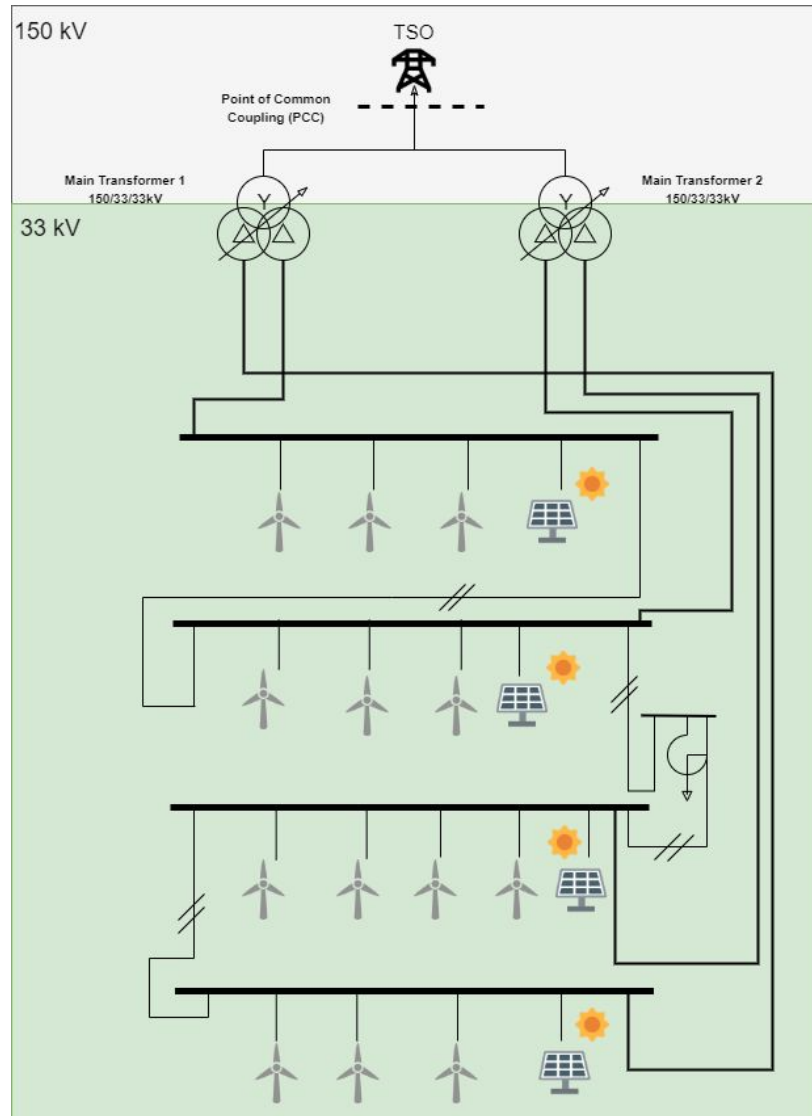 150 kV
TSO
Point of Common
Coupling (PCC)
Main Transformer 1
150/33/33kV
Main Transformer 2
150/33/33kV
Y
Y
33 kV